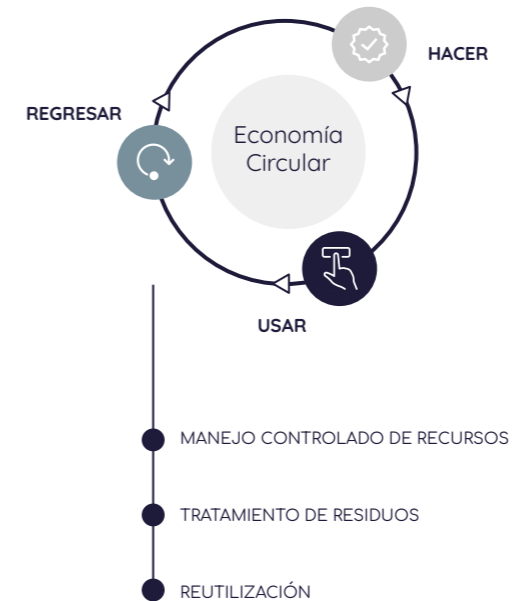 HACER
REGRESAR
Economía
Circular
USAR
MANEJO CONTROLADO DE RECURSOS
TRATAMIENTO DE RESIDUOS
REUTILIZACIÓN